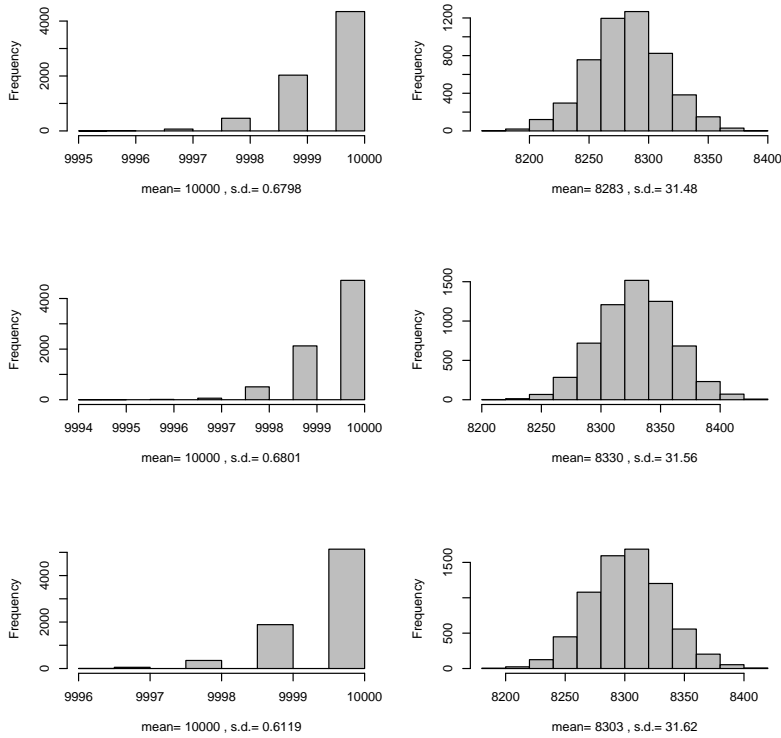 Frequency
0 2000 4000
9995 9996 9997 9998 9999 10000
mean= 10000 , s.d.= 0.6798
Frequency
0 400 800 1200
8200 8250 8300 8350 8400
mean= 8283 , s.d.= 31.48
Frequency
0 2000 4000
9994 9995 9996 9997 9998 9999 10000
mean= 10000 , s.d.= 0.6801
Frequency
0 500 1000 1500
8200 8250 8300 8350 8400
mean= 8330 , s.d.= 31.56
Frequency
0 2000 4000
9996 9997 9998 9999 10000
mean= 10000 , s.d.= 0.6119
Frequency
0 500 1500
8200 8250 8300 8350 8400
mean= 8303 , s.d.= 31.62